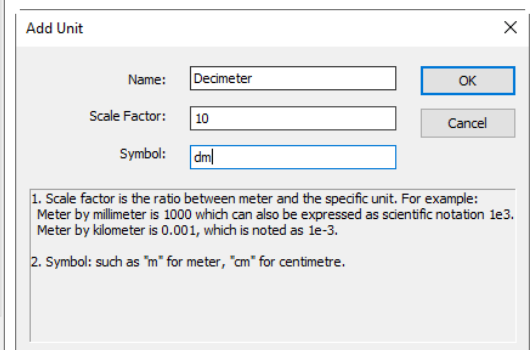 Add Unit
Name: Decimeter OK
Scale Factor: 10 Cancel
Symbol: dm
1. Scale factor is the ratio between meter and the specific unit. For example:
Meter by millimeter is 1000 which can also be expressed as scientific notation 1e3.
Meter by kilometer is 0.001, which is noted as 1e-3.
2. Symbol: such as "m" for meter, "cm" for centimetre.